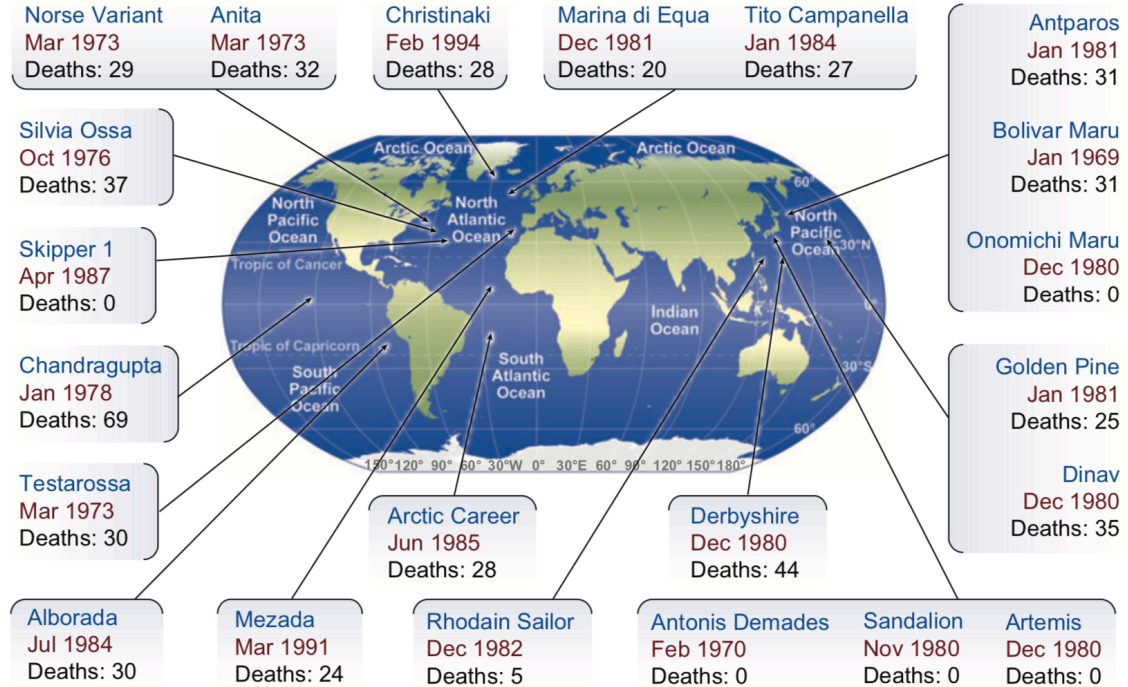 Norse Variant
Mar 1973
Deaths: 29
Anita
Mar 1973
Deaths: 32
Christinaki
Feb 1994
Deaths: 28
Marina di Equa
Dec 1981
Deaths: 20
Tito Campanella
Jan 1984
Deaths: 27
Antparos
Jan 1981
Deaths: 31
Bolivar Maru
Jan 1969
Deaths: 31
Onomichi Maru
Dec 1980
Deaths: 0
Silvia Ossa
Oct 1976
Deaths: 37
Skipper 1
Apr 1987
Deaths: 0
Chandragupta
Jan 1978
Deaths: 69
Testarossa
Mar 1973
Deaths: 30
Arctic Ocean
Arctic Ocean
60°
North
Pacific
Ocean
North
Atlantic
Ocean
North
Pacific
Ocean
30°N
Tropic of Cancer
0°
Indian
Ocean
Tropic of Capricorn
South
Pacific
Ocean
South
Atlantic
Ocean
30°S
60°
150°120° 90° 60° 30°W 0° 30°E 60° 90° 120° 150°180°
Golden Pine
Jan 1981
Deaths: 25
Dinav
Dec 1980
Deaths: 35
Arctic Career
Jun 1985
Deaths: 28
Derbyshire
Dec 1980
Deaths: 44
Alborada
Jul 1984
Deaths: 30
Mezada
Mar 1991
Deaths: 24
Rhodain Sailor
Dec 1982
Deaths: 5
Antonis Demades
Feb 1970
Deaths: 0
Sandalion
Nov 1980
Deaths: 0
Artemis
Dec 1980
Deaths: 0